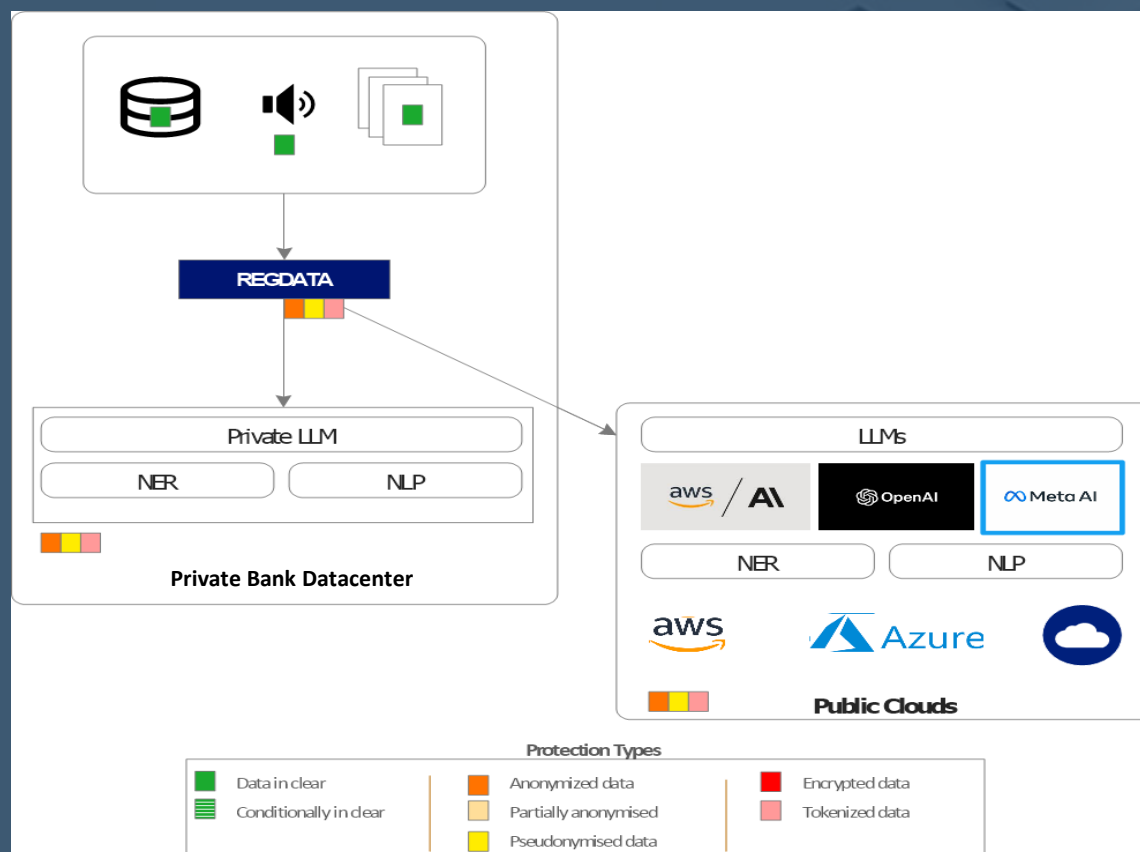 REGDATA
Private LLM
NER
NLP
Private Bank Datacenter
LLMs
aws
AI
OpenAI
Meta AI
NER
NLP
aws
Azure
Public Clouds
Protection Types
Data in clear
Conditionally in clear
Anonymized data
Partially anonymised
Pseudonymised data
Encrypted data
Tokenized data